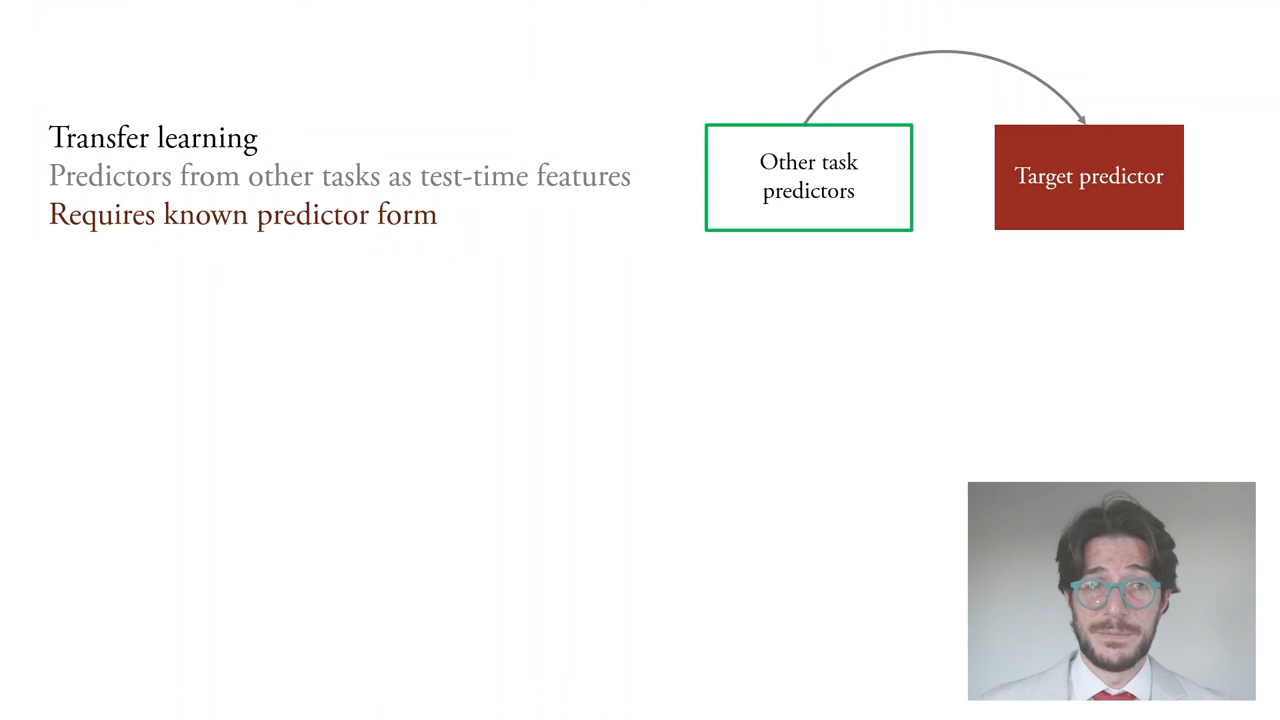 Transfer learning
Predictors from other tasks as test-time features
Requires known predictor form
Other task
predictors
Target predictor